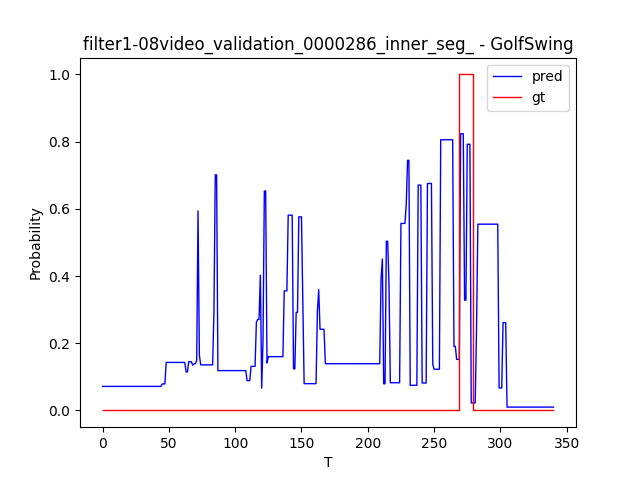 filter1-08video_validation_0000286_inner_seg_ - GolfSwing
pred
gt
1.0
0.8
0.6
0.4
0.2
0.0
Probability
0 50 100 150 200 250 300 350
T